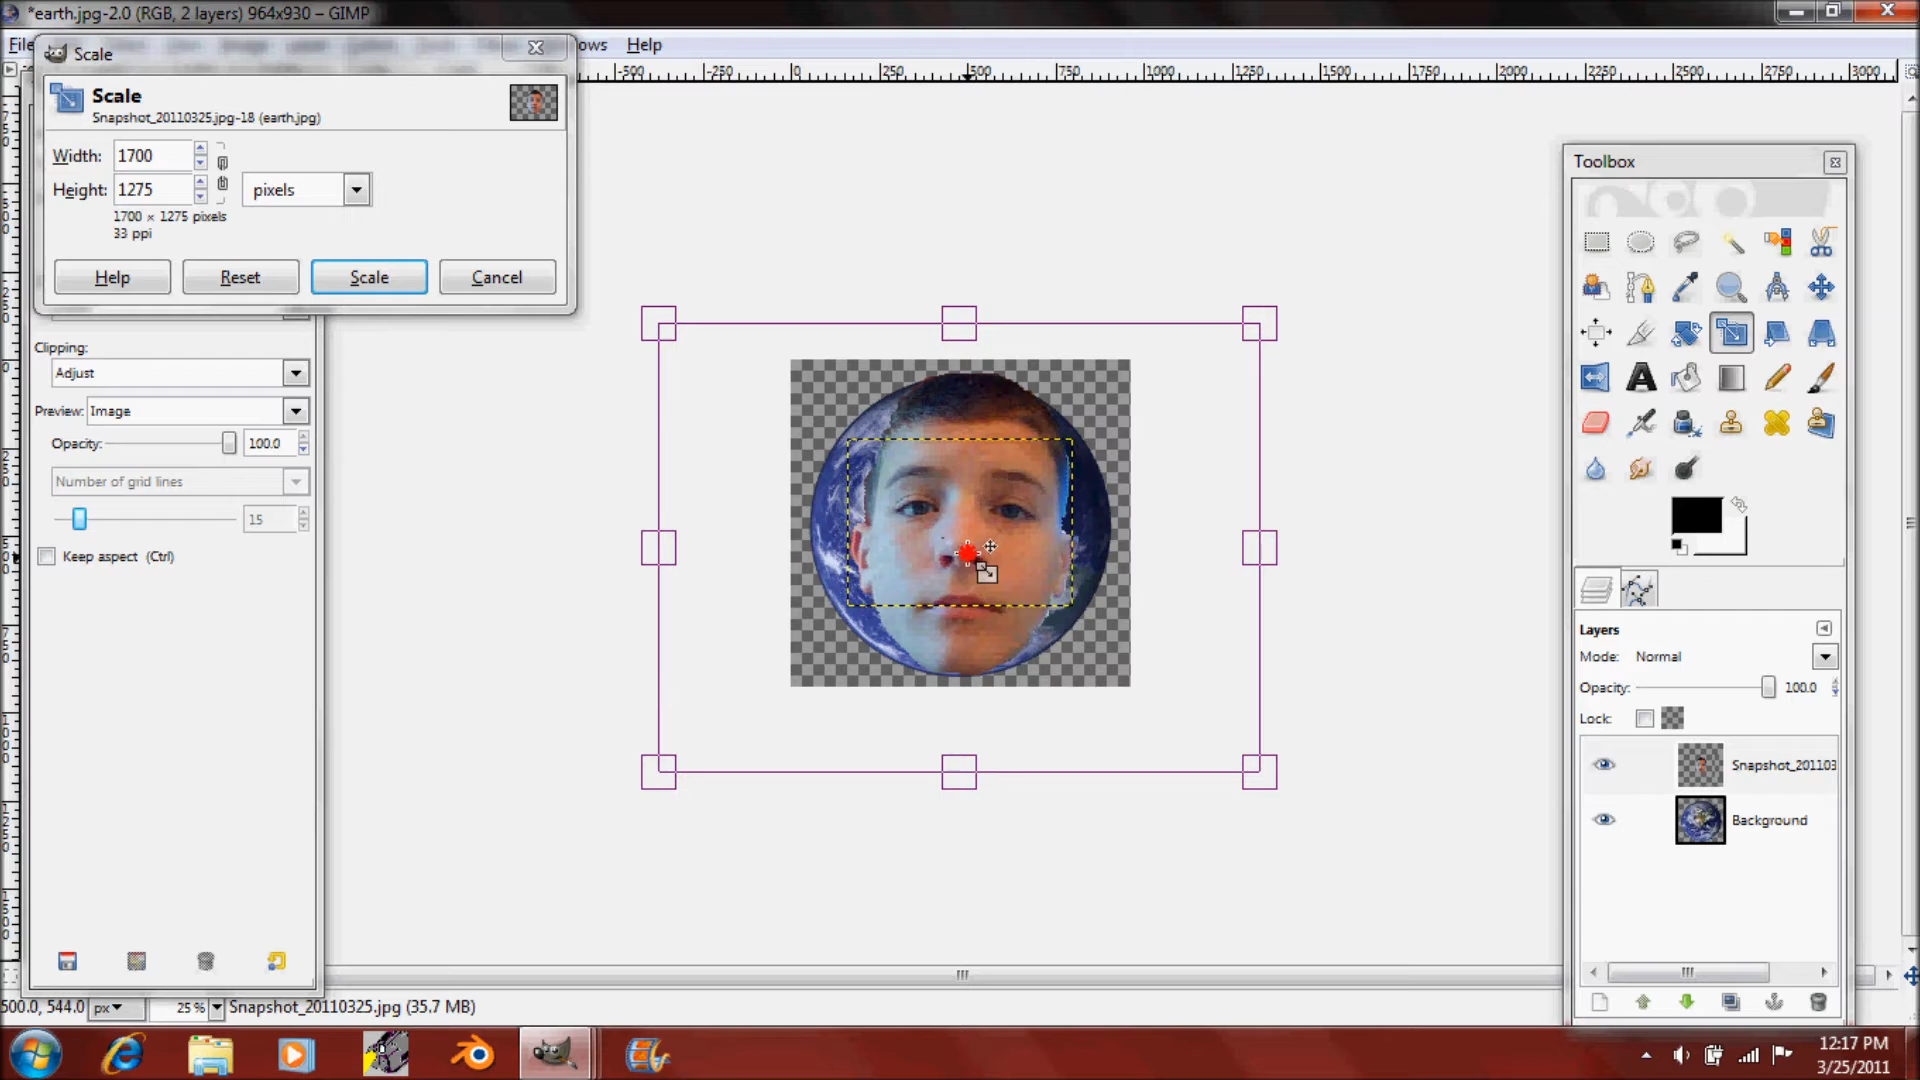 *earth.jpg-2.0 (RGB, 2 layers) 964x930 – GIMP
Help
Scale
Scale
Snapshot_20110325.jpg-18 (earth.jpg)
Width: 1700
Height: 1275 pixels
1700 × 1275 pixels
33 ppi
Help Reset Scale Cancel
-500 -250 0 250 500 750 1000 1250 1500 1750 2000 2250 2500 2750 3000
Clipping:
Adjust
Preview: Image
Opacity: 100.0
Number of grid lines
15
Keep aspect (Ctrl)
Toolbox
Layers
Mode: Normal
Opacity: 100.0
Lock:
Snapshot_201103
Background
500.0, 544.0 px 25 % Snapshot_20110325.jpg (35.7 MB)
12:17 PM
3/25/2011